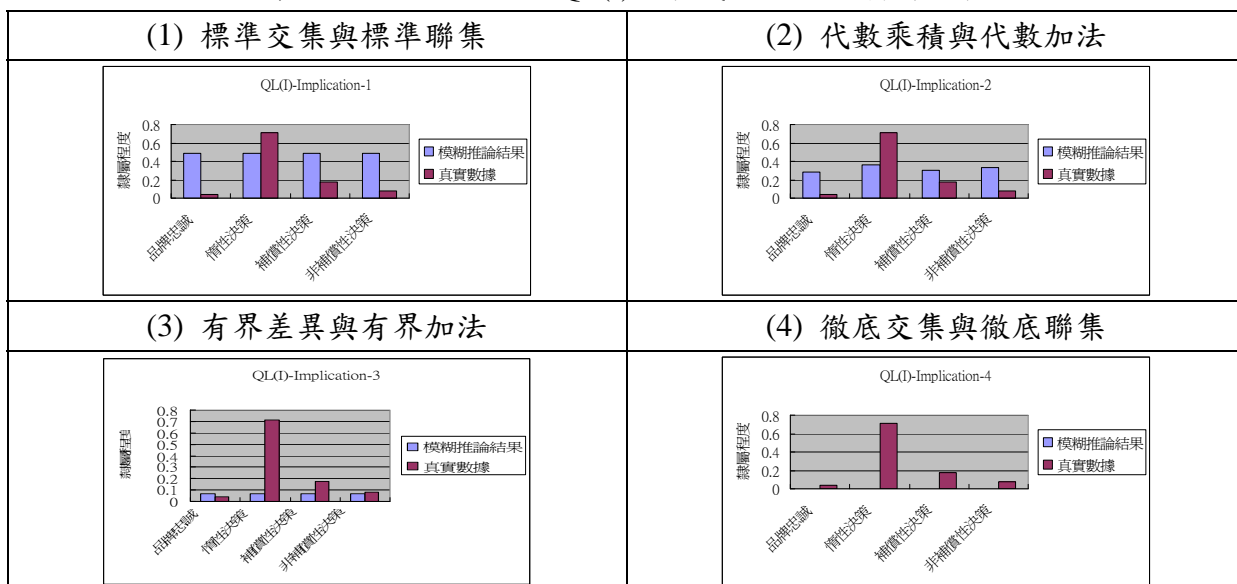 (1) 標準交集與標準聯集
(2) 代數乘積與代數加法
QL(I)-Implication-1
0.8
0.6
0.4
0.2
0
隸屬程度
模糊推論結果
真實數據
品牌忠誠
惰性決策
補償性決策
非補償性決策
QL(I)-Implication-2
0.8
0.6
0.4
0.2
0
隸屬程度
模糊推論結果
真實數據
品牌忠誠
惰性決策
補償性決策
非補償性決策
(3) 有界差異與有界加法
(4) 徹底交集與徹底聯集
QL(I)-Implication-3
0.8
0.7
0.6
0.5
0.4
0.3
0.2
0.1
0
隸屬程度
模糊推論結果
真實數據
品牌忠誠
惰性決策
補償性決策
非補償性決策
QL(I)-Implication-4
0.8
0.6
0.4
0.2
0
隸屬程度
模糊推論結果
真實數據
品牌忠誠
惰性決策
補償性決策
非補償性決策